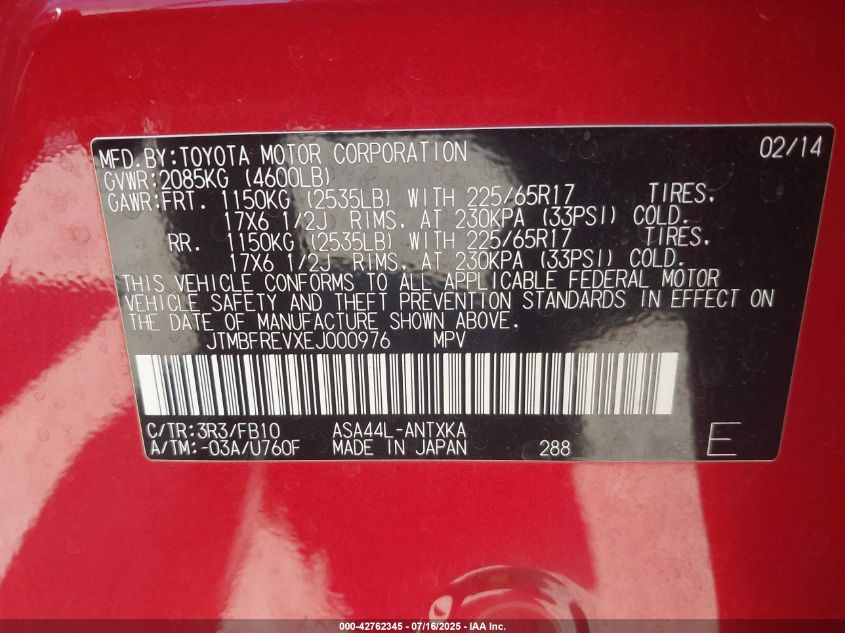 MFD.BY:TOYOTA MOTOR CORPORATION 02/14
GVWR:2085KG (4600LB)
GAWR:FRT. 1150KG (2535LB) WITH 225/65R17 TIRES,
17X6 1/2J RIMS, AT 230KPA (33PSI) COLD.
RR. 1150KG (2535LB) WITH 225/65R17 TIRES,
17X6 1/2J RIMS, AT 230KPA (33PSI) COLD.
THIS VEHICLE CONFORMS TO ALL APPLICABLE FEDERAL MOTOR
VEHICLE SAFETY AND THEFT PREVENTION STANDARDS IN EFFECT ON
THE DATE OF MANUFACTURE SHOWN ABOVE.
JTMBFREVXEJ000976 MPV
C/TR:3R3/FB10 ASA44L-ANTXKA
A/TM:-03A/U760F MADE IN JAPAN 288 E
000-42762345 - 07/16/2025 - IAA Inc.